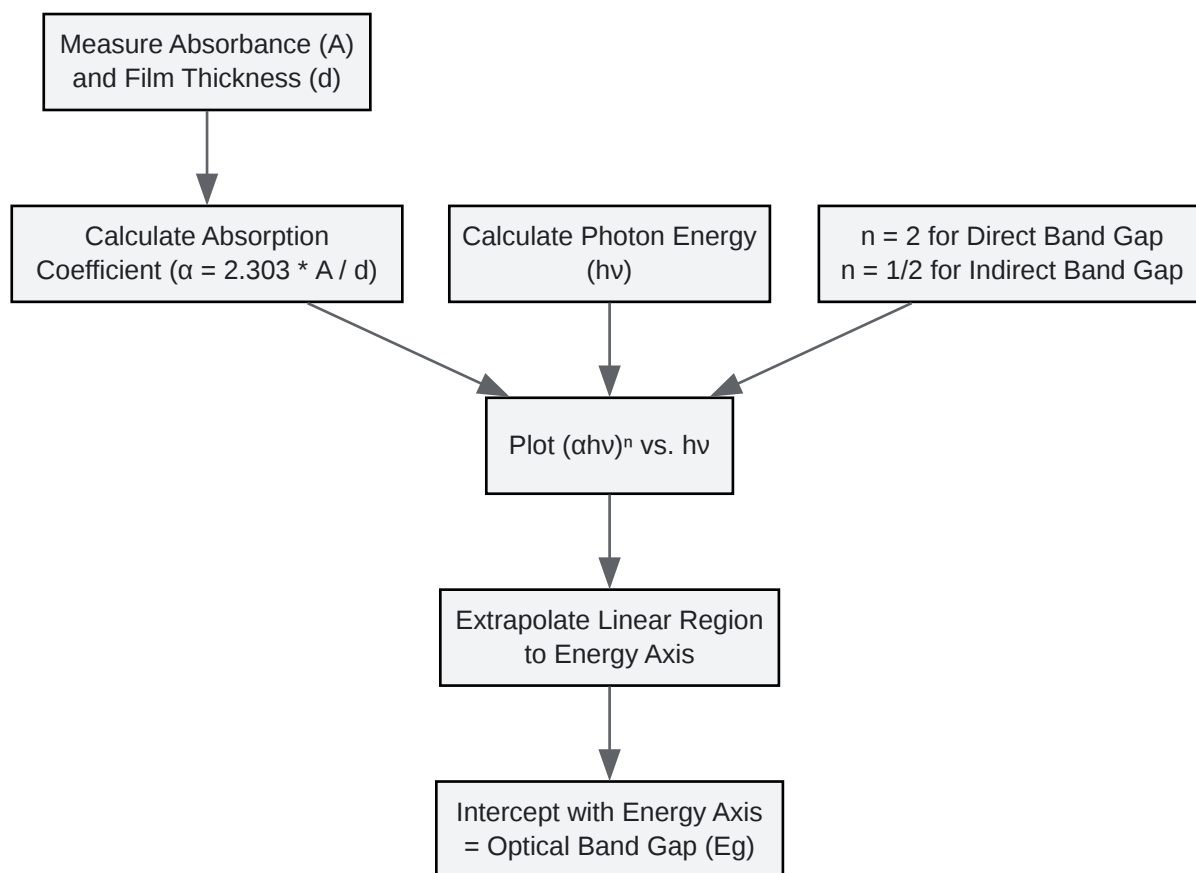 Measure Absorbance (A)
and Film Thickness (d)
Calculate Absorption
Coefficient (α = 2.303 * A / d)
Calculate Photon Energy
(hν)
n = 2 for Direct Band Gap
n = 1/2 for Indirect Band Gap
Plot (αhν)ⁿ vs. hν
Extrapolate Linear Region
to Energy Axis
Intercept with Energy Axis
= Optical Band Gap (Eg)